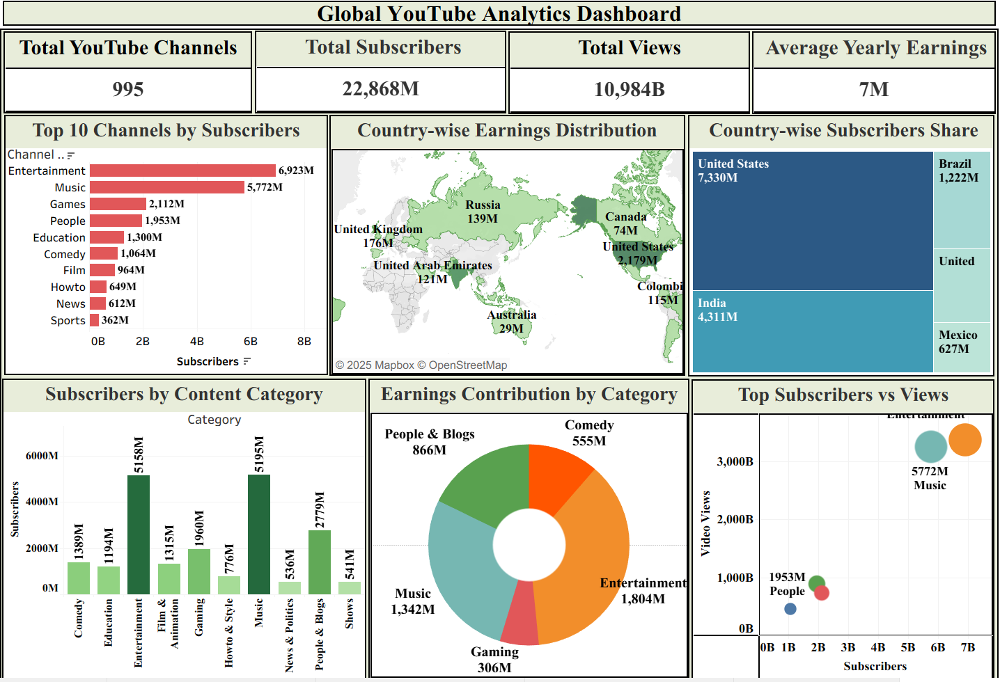 Global YouTube Analytics Dashboard
Total YouTube Channels
995
Total Subscribers
22,868M
Total Views
10,984B
Average Yearly Earnings
7M
Top 10 Channels by Subscribers
Channel ..
Entertainment 6,923M
Music 5,772M
Games 2,112M
People 1,953M
Education 1,300M
Comedy 1,064M
Film 964M
Howto 649M
News 612M
Sports 362M
0B 2B 4B 6B 8B
Subscribers
Country-wise Earnings Distribution
Russia
139M
Canada
74M
United Kingdom
176M
United States
2,179M
United Arab Emirates
121M
Colombi
115M
Australia
29M
© 2025 Mapbox © OpenStreetMap
Country-wise Subscribers Share
United States
7,330M
India
4,311M
Brazil
1,222M
United
Mexico
627M
Subscribers by Content Category
Category
Subscribers
6000M
4000M
2000M
0M
1389M
1194M
5158M
1315M
1960M
776M
5195M
536M
2779M
541M
Comedy
Education
Entertainment
Film &
Animation
Gaming
Howto & Style
Music
News & Politics
People & Blogs
Shows
Earnings Contribution by Category
Comedy
555M
People & Blogs
866M
Entertainment
1,804M
Music
1,342M
Gaming
306M
Top Subscribers vs Views
Entertainment
5772M
Music
1953M
People
Video Views
3,000B
2,000B
1,000B
0B
0B 1B 2B 3B 4B 5B 6B 7B
Subscribers